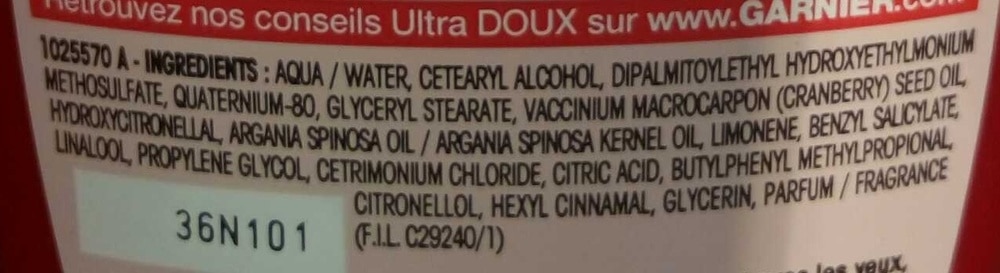 Retrouvez nos conseils Ultra DOUX sur www.GARNIER.com
1025570 A - INGREDIENTS : AQUA / WATER, CETEARYL ALCOHOL, DIPALMITOYLETHYL HYDROXYETHYLMONIUM
METHOSULFATE, QUATERNIUM-80, GLYCERYL STEARATE, VACCINIUM MACROCARPON (CRANBERRY) SEED OIL,
HYDROXYCITRONELLAL, ARGANIA SPINOSA OIL / ARGANIA SPINOSA KERNEL OIL, LIMONENE, BENZYL SALICYLATE,
LINALOOL, PROPYLENE GLYCOL, CETRIMONIUM CHLORIDE, CITRIC ACID, BUTYLPHENYL METHYLPROPIONAL,
CITRONELLOL, HEXYL CINNAMAL, GLYCERIN, PARFUM / FRAGRANCE
(F.I.L. C29240/1)
36N101
les yeux,